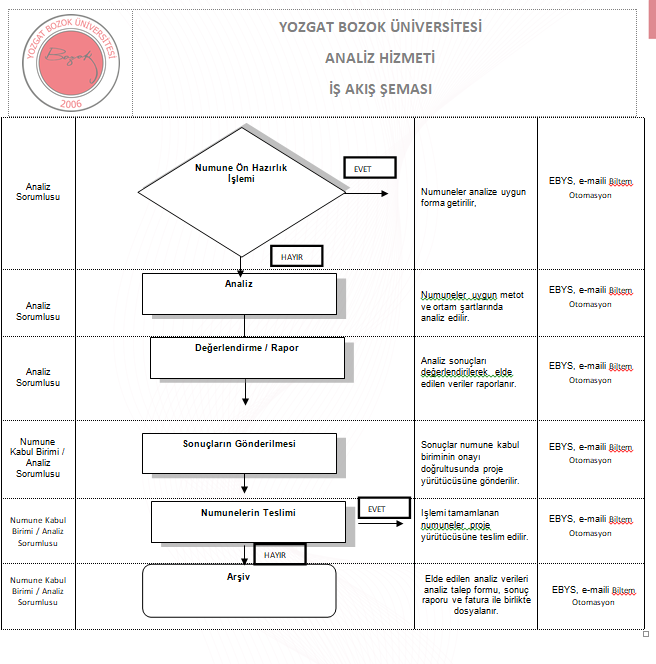 YOZGAT BOZOK ÜNİVERSİTESİ
Bozok
2006
YOZGAT BOZOK ÜNİVERSİTESİ
ANALİZ HİZMETİ
İŞ AKIŞ ŞEMASI
Analiz
Sorumlusu
Numune Ön Hazırlık
İşlemi
EVET
HAYIR
Numuneler analize uygun
forma getirilir,
EBYS, e-maili Biltem
Otomasyon
Analiz
Sorumlusu
Analiz
Numuneler uygun metot
ve ortam şartlarında
analiz edilir.
EBYS, e-maili Biltem
Otomasyon
Analiz
Sorumlusu
Değerlendirme / Rapor
Analiz sonuçları
değerlendirilerek elde
edilen veriler raporlanır.
EBYS, e-maili Biltem
Otomasyon
Numune
Kabul Birimi /
Analiz
Sorumlusu
Sonuçların Gönderilmesi
Sonuçlar numune kabul
biriminin onayı
doğrultusunda proje
yürütücüsüne gönderilir.
EBYS, e-maili Biltem
Otomasyon
Numune Kabul
Birimi / Analiz
Sorumlusu
Numunelerin Teslimi
EVET
HAYIR
İşlemi tamamlanan
numuneler, proje
yürütücüsüne teslim edilir.
EBYS, e-maili Biltem
Otomasyon
Numune Kabul
Birimi / Analiz
Sorumlusu
Arşiv
Elde edilen analiz verileri
analiz talep formu, sonuç
raporu ve fatura ile birlikte
dosyalanır.
EBYS, e-maili Biltem
Otomasyon